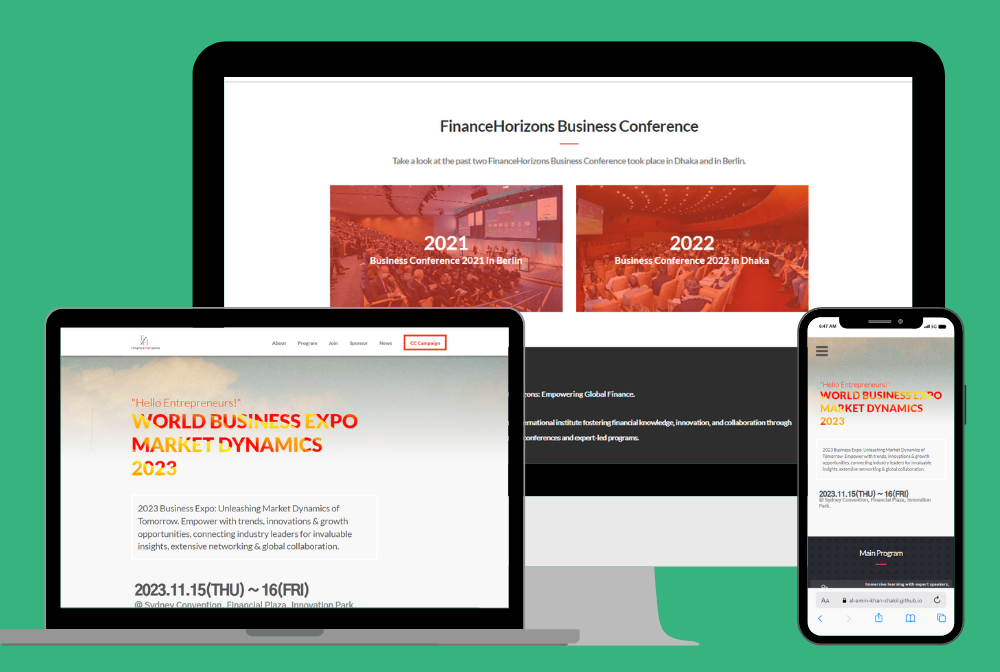 FinanceHorizons Business Conference
Take a look at the past two FinanceHorizons Business Conference took place in Dhaka and in Berlin.
2021
Business Conference 2021 in Berlin
2022
Business Conference 2022 in Dhaka
zons: Empowering Global Finance.
ernational institute fostering financial knowledge, innovation, and collaboration through
conferences and expert-led programs.
About Program Join Sponsor News CC Campaign
"Hello Entrepreneurs!"
WORLD BUSINESS EXPO
MARKET DYNAMICS
2023
2023 Business Expo: Unleashing Market Dynamics of
Tomorrow. Empower with trends, innovations & growth
opportunities, connecting industry leaders for invaluable
insights, extensive networking & global collaboration.
2023.11.15(THU) ~ 16(FRI)
@ Sydney Convention, Financial Plaza, Innovation Park.
6:47 AM
5G
"Hello Entrepreneurs!"
WORLD BUSINESS EXPO
MARKET DYNAMICS
2023
2023 Business Expo: Unleashing Market Dynamics of
Tomorrow. Empower with trends, innovations & growth
opportunities, connecting industry leaders for invaluable
insights, extensive networking & global collaboration.
2023.11.15(THU) ~ 16(FRI)
@ Sydney Convention, Financial Plaza, Innovation
Park.
Main Program
Immersive learning with expert speakers,
AA ahaminkhan-shakil.github.io